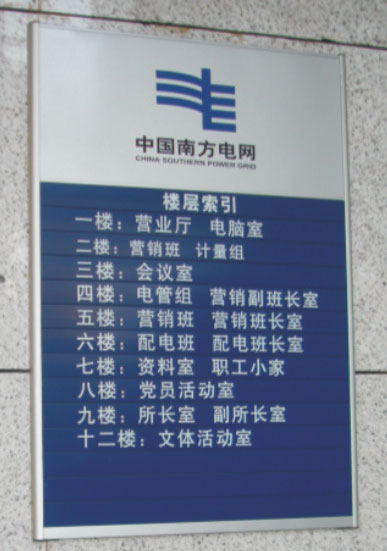 中国南方电网
CHINA SOUTHERN POWER GRID
楼层索引
一楼：营业厅 电脑室
二楼：营销班 计量组
三楼：会议室
四楼：电管组 营销副班长室
五楼：营销班 营销班长室
六楼：配电班 配电班长室
七楼：资料室 职工小家
八楼：党员活动室
九楼：所长室 副所长室
十二楼：文体活动室